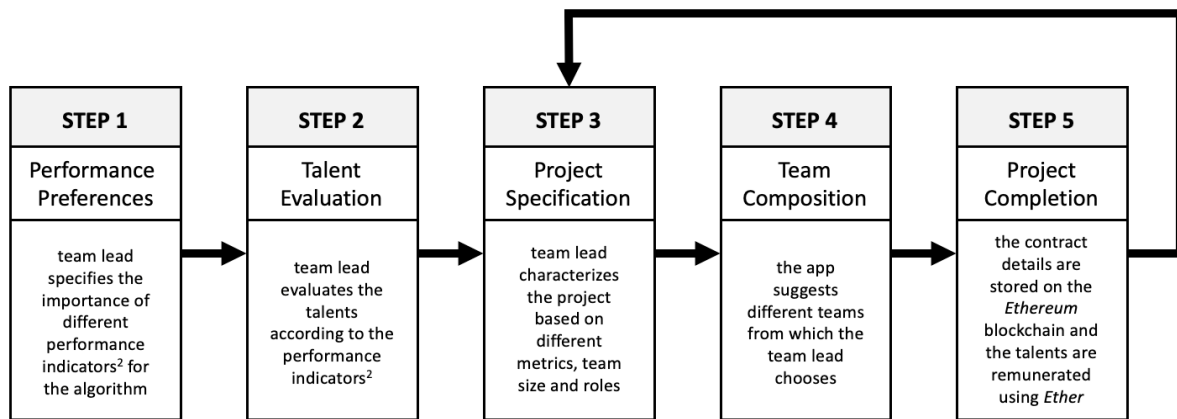 STEP 1
Performance
Preferences
team lead
specifies the
importance of
different
performance
indicators² for
the algorithm
STEP 2
Talent
Evaluation
team lead
evaluates the
talents
according to the
performance
indicators²
STEP 3
Project
Specification
team lead
characterizes
the project
based on
different
metrics, team
size and roles
STEP 4
Team
Composition
the app
suggests
different teams
from which the
team lead
chooses
STEP 5
Project
Completion
the contract
details are
stored on the
Ethereum
blockchain and
the talents are
remunerated
using Ether